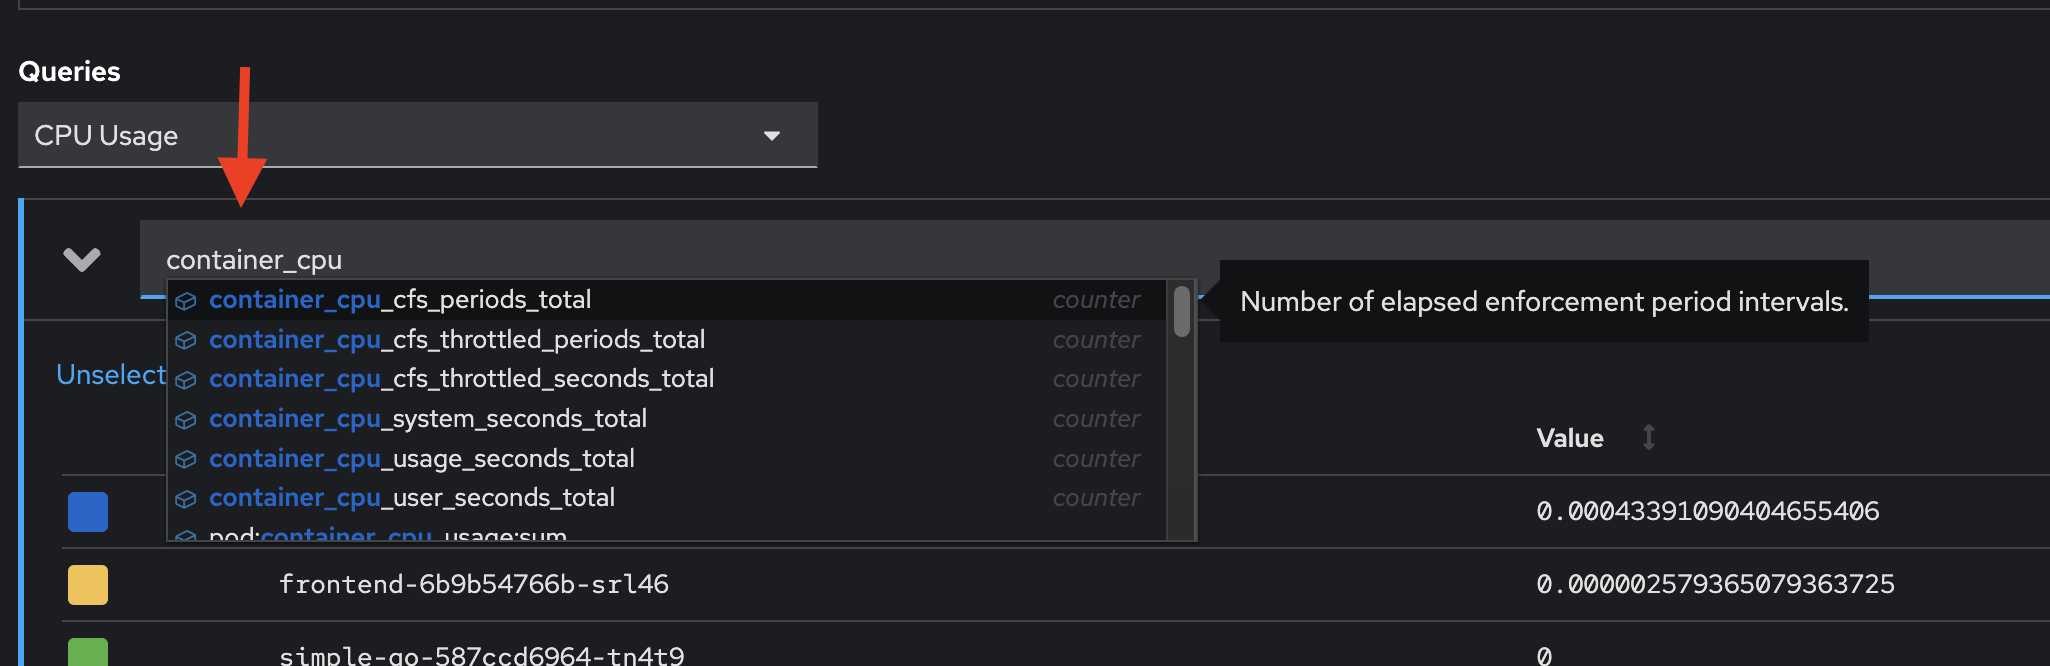 Queries
CPU Usage
container_cpu
container_cpu_cfs_periods_total counter
Number of elapsed enforcement period intervals.
container_cpu_cfs_throttled_periods_total counter
Unselect
container_cpu_cfs_throttled_seconds_total counter
container_cpu_system_seconds_total counter
Value
container_cpu_usage_seconds_total counter
container_cpu_user_seconds_total counter
0.00043391090404655406
pod:container_cpu_usage:sum
frontend-6b9b54766b-srl46 0.000002579365079363725
simple-go-587ccd6964-tn4t9 0